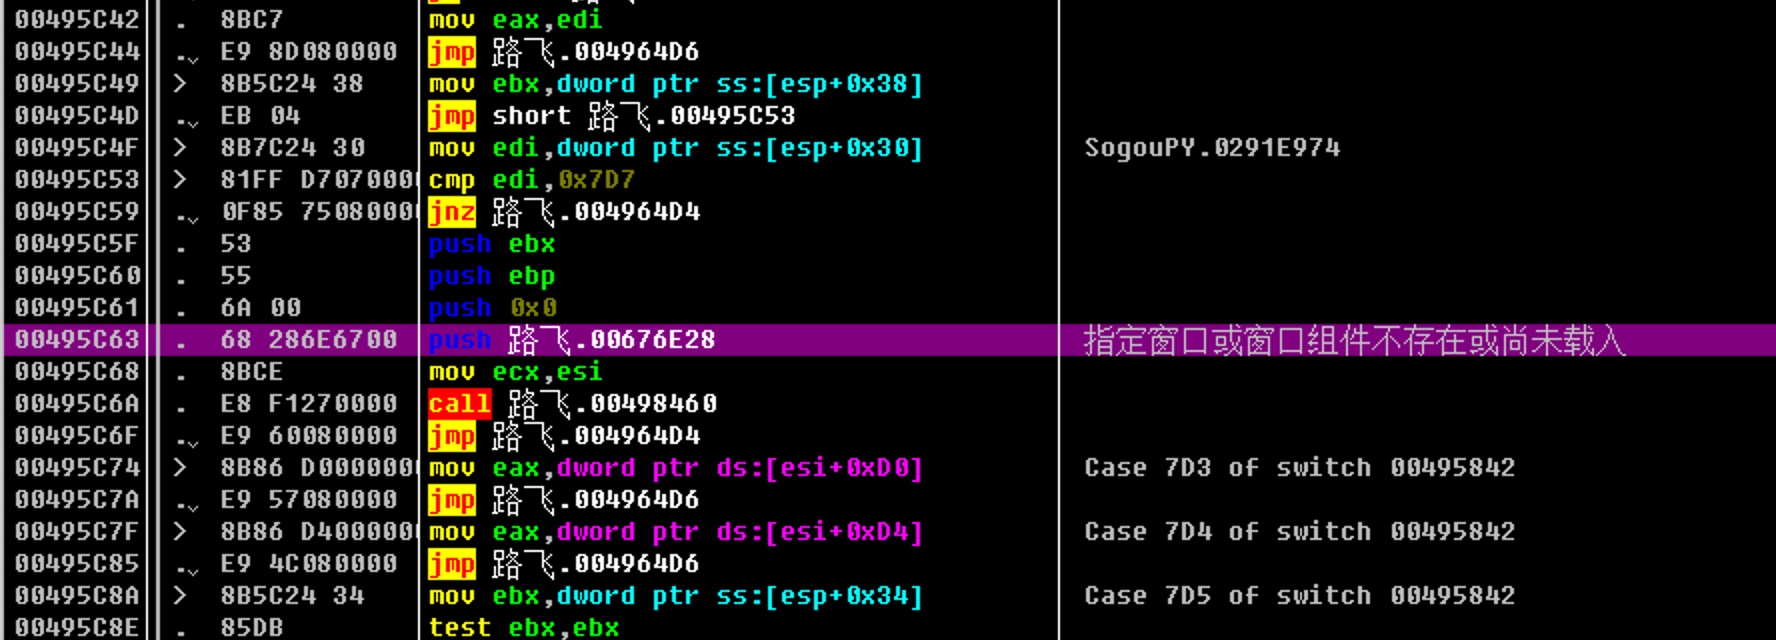 00495C42 . 8BC7 mov eax,edi
00495C44 .ˇ E9 8D080000 jmp 路飞.004964D6
00495C49 > 8B5C24 38 mov ebx,dword ptr ss:[esp+0x38]
00495C4D .ˇ EB 04 jmp short 路飞.00495C53
00495C4F > 8B7C24 30 mov edi,dword ptr ss:[esp+0x30] SogouPY.0291E974
00495C53 > 81FF D7070000 cmp edi,0x7D7
00495C59 .ˇ 0F85 75080000 jnz 路飞.004964D4
00495C5F . 53 push ebx
00495C60 . 55 push ebp
00495C61 . 6A 00 push 0x0
00495C63 . 68 286E6700 push 路飞.00676E28 指定窗口或窗口组件不存在或尚未载入
00495C68 . 8BCE mov ecx,esi
00495C6A . E8 F1270000 call 路飞.00498460
00495C6F .ˇ E9 60080000 jmp 路飞.004964D4
00495C74 > 8B86 D0000000 mov eax,dword ptr ds:[esi+0xD0] Case 7D3 of switch 00495842
00495C7A .ˇ E9 57080000 jmp 路飞.004964D6
00495C7F > 8B86 D4000000 mov eax,dword ptr ds:[esi+0xD4] Case 7D4 of switch 00495842
00495C85 .ˇ E9 4C080000 jmp 路飞.004964D6
00495C8A > 8B5C24 34 mov ebx,dword ptr ss:[esp+0x34] Case 7D5 of switch 00495842
00495C8E . 85DB test ebx,ebx